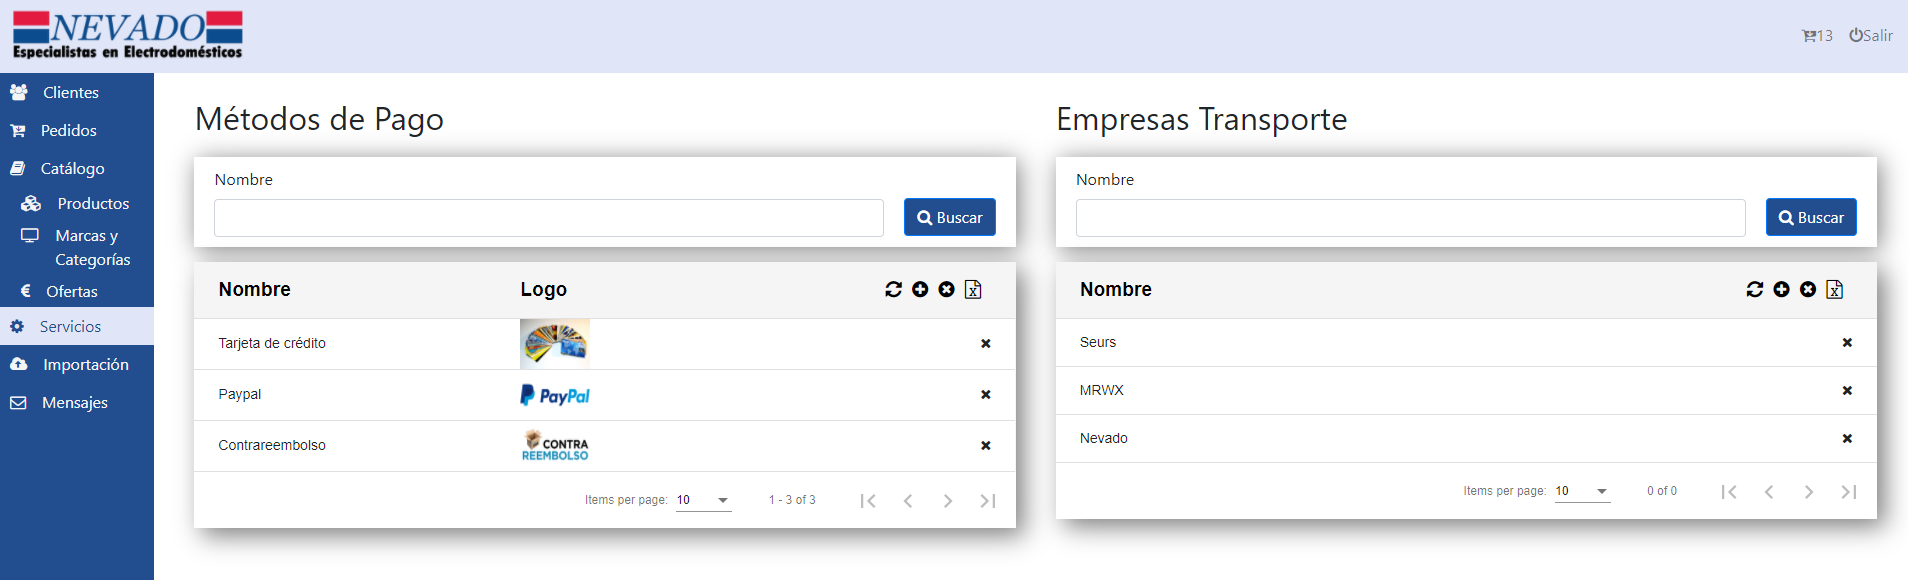 NEVADO
Especialistas en Electrodomésticos
13
Salir
Clientes
Pedidos
Catálogo
Productos
Marcas y
Categorías
Ofertas
Servicios
Importación
Mensajes
Métodos de Pago
Nombre
Buscar
Nombre Logo
Tarjeta de crédito
Paypal PayPal
Contrareembolso CONTRA
REEMBOLSO
Items per page: 10 1 - 3 of 3
Empresas Transporte
Nombre
Buscar
Nombre
Seurs
MRWX
Nevado
Items per page: 10 0 of 0